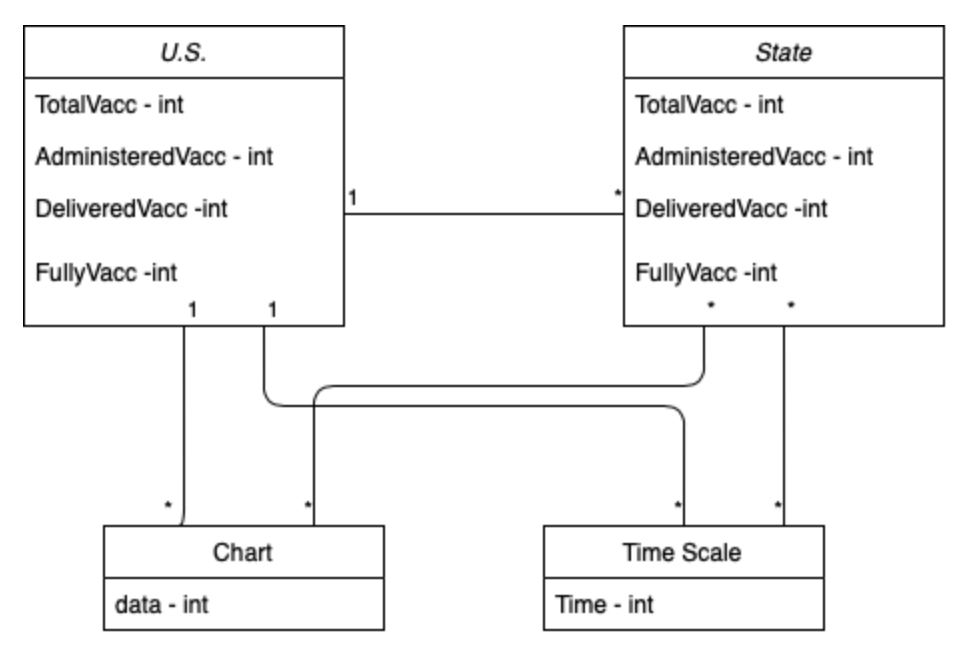 U.S.
TotalVacc - int
AdministeredVacc - int
DeliveredVacc -int
FullyVacc -int
1
1
1
*
State
TotalVacc - int
AdministeredVacc - int
DeliveredVacc -int
FullyVacc -int
*
*
*
*
Chart
data - int
*
*
Time Scale
Time - int